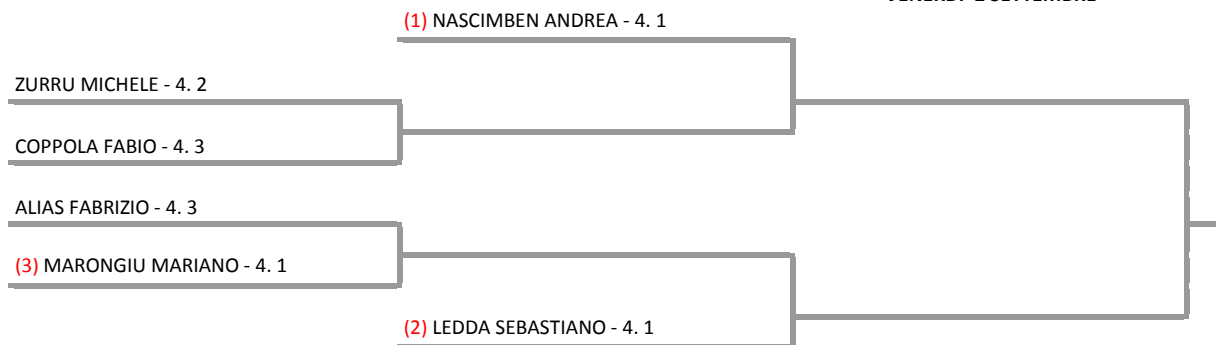 (1) NASCIMBEN ANDREA - 4. 1
ZURRU MICHELE - 4. 2
COPPOLA FABIO - 4. 3
ALIAS FABRIZIO - 4. 3
(3) MARONGIU MARIANO - 4. 1
(2) LEDDA SEBASTIANO - 4. 1